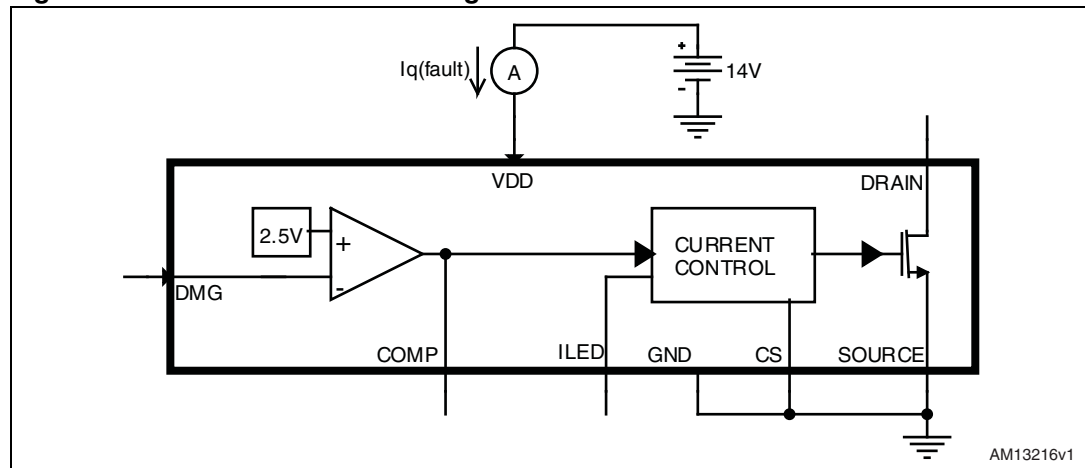 Iq(fault)
A
+
14V
-
VDD
DRAIN
2.5V
+
CURRENT
CONTROL
DMG
-
COMP
ILED
GND
CS
SOURCE
AM13216v1